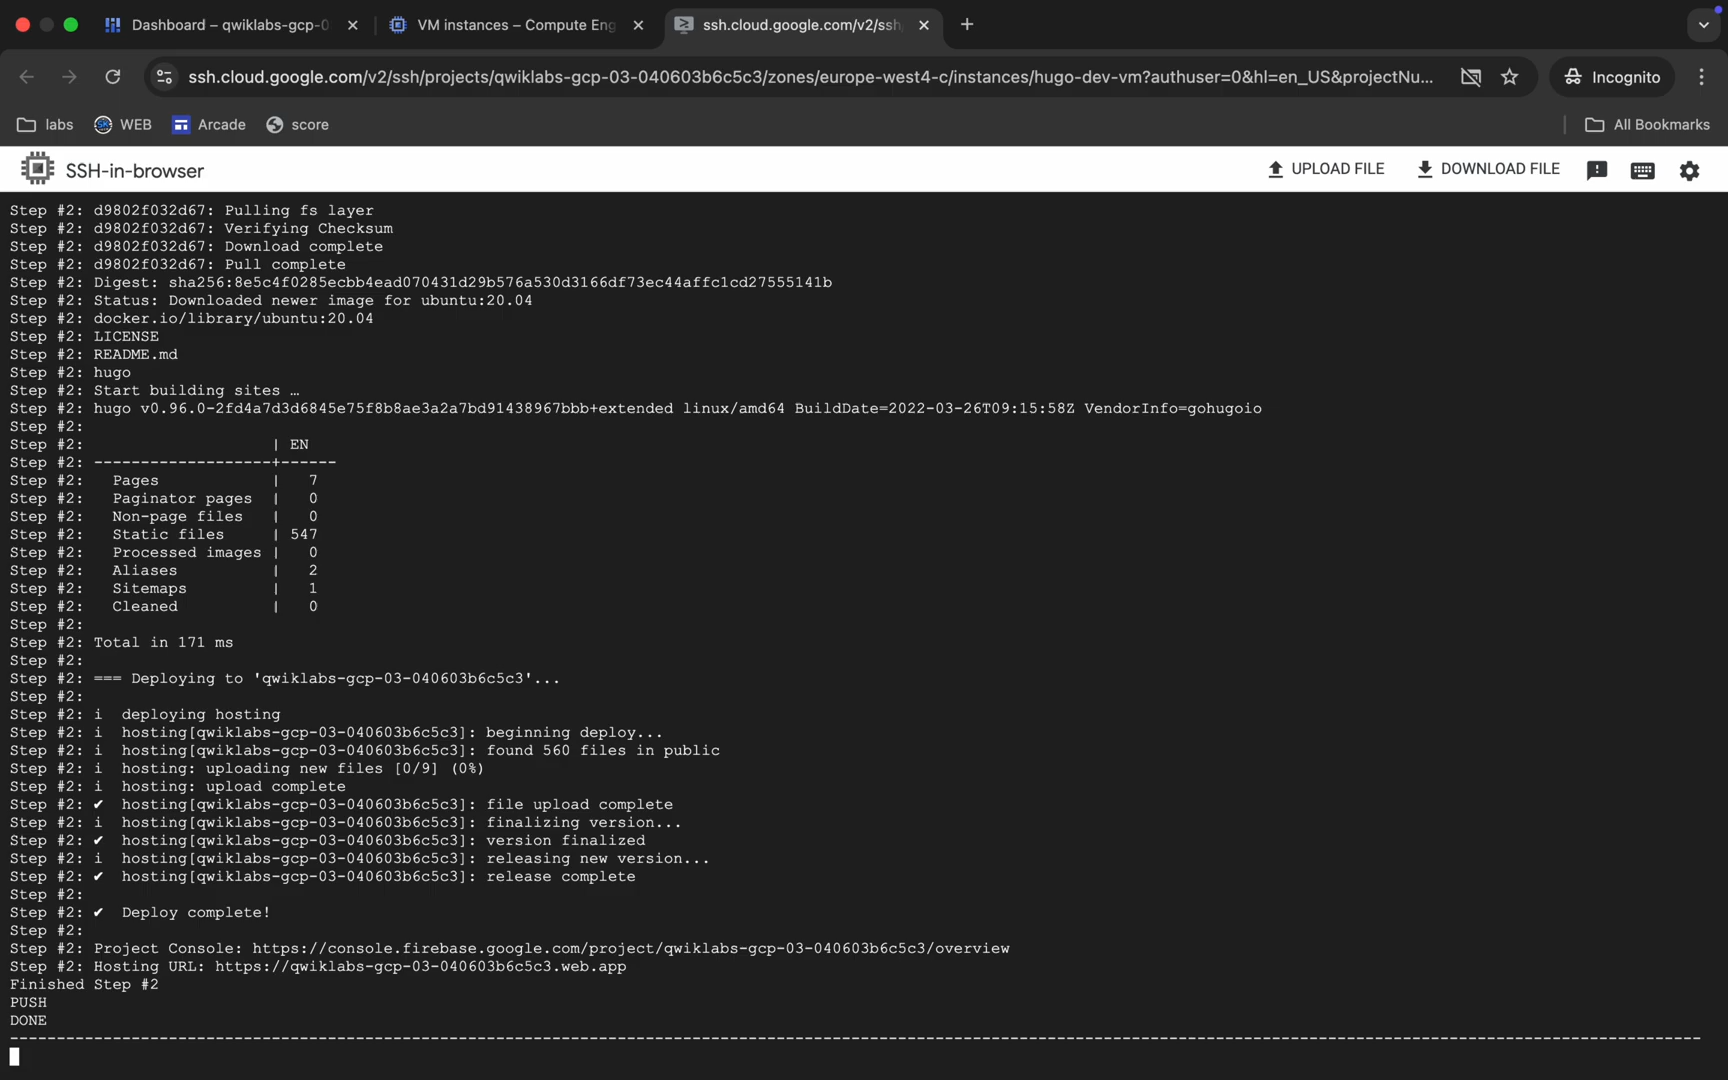 Dashboard – qwiklabs-gcp-0
VM instances – Compute Eng
ssh.cloud.google.com/v2/ssh/
ssh.cloud.google.com/v2/ssh/projects/qwiklabs-gcp-03-040603b6c5c3/zones/europe-west4-c/instances/hugo-dev-vm?authuser=0&hl=en_US&projectNu...
Incognito
labs
WEB
Arcade
score
All Bookmarks
SSH-in-browser
UPLOAD FILE
DOWNLOAD FILE
Step #2: d9802f032d67: Pulling fs layer
Step #2: d9802f032d67: Verifying Checksum
Step #2: d9802f032d67: Download complete
Step #2: d9802f032d67: Pull complete
Step #2: Digest: sha256:8e5c4f0285ecbb4ead070431d29b576a530d3166df73ec44affc1cd27555141b
Step #2: Status: Downloaded newer image for ubuntu:20.04
Step #2: docker.io/library/ubuntu:20.04
Step #2: LICENSE
Step #2: README.md
Step #2: hugo
Step #2: Start building sites …
Step #2: hugo v0.96.0-2fd4a7d3d6845e75f8b8ae3a2a7bd91438967bbb+extended linux/amd64 BuildDate=2022-03-26T09:15:58Z VendorInfo=gohugoio
Step #2:
Step #2:                    | EN
Step #2: -------------------+------
Step #2:   Pages            |   7
Step #2:   Paginator pages  |   0
Step #2:   Non-page files   |   0
Step #2:   Static files     | 547
Step #2:   Processed images |   0
Step #2:   Aliases          |   2
Step #2:   Sitemaps         |   1
Step #2:   Cleaned          |   0
Step #2:
Step #2: Total in 171 ms
Step #2:
Step #2: === Deploying to 'qwiklabs-gcp-03-040603b6c5c3'...
Step #2:
Step #2: i  deploying hosting
Step #2: i  hosting[qwiklabs-gcp-03-040603b6c5c3]: beginning deploy...
Step #2: i  hosting[qwiklabs-gcp-03-040603b6c5c3]: found 560 files in public
Step #2: i  hosting: uploading new files [0/9] (0%)
Step #2: i  hosting: upload complete
Step #2: ✔  hosting[qwiklabs-gcp-03-040603b6c5c3]: file upload complete
Step #2: i  hosting[qwiklabs-gcp-03-040603b6c5c3]: finalizing version...
Step #2: ✔  hosting[qwiklabs-gcp-03-040603b6c5c3]: version finalized
Step #2: i  hosting[qwiklabs-gcp-03-040603b6c5c3]: releasing new version...
Step #2: ✔  hosting[qwiklabs-gcp-03-040603b6c5c3]: release complete
Step #2:
Step #2: ✔  Deploy complete!
Step #2:
Step #2: Project Console: https://console.firebase.google.com/project/qwiklabs-gcp-03-040603b6c5c3/overview
Step #2: Hosting URL: https://qwiklabs-gcp-03-040603b6c5c3.web.app
Finished Step #2
PUSH
DONE